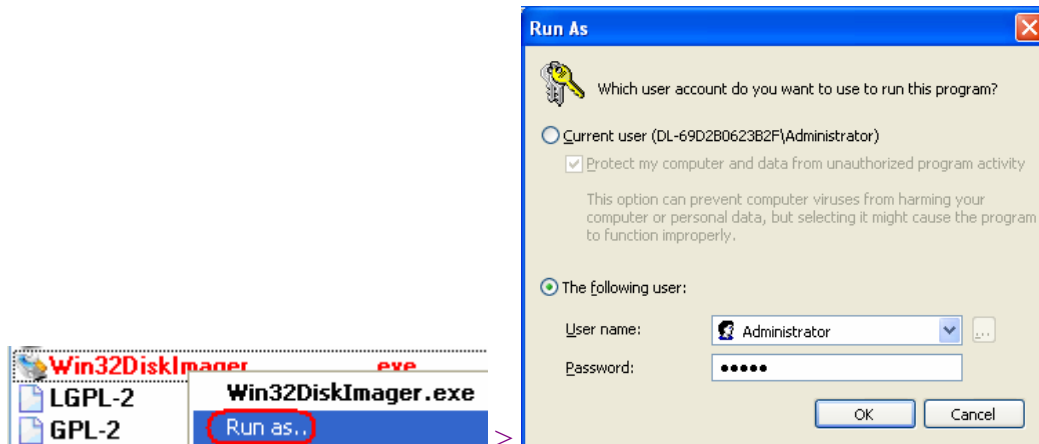 Run As
Which user account do you want to use to run this program?
Current user (DL-69D2B0623B2F\Administrator)
Protect my computer and data from unauthorized program activity
This option can prevent computer viruses from harming your
computer or personal data, but selecting it might cause the program
to function improperly.
The following user:
User name: Administrator ...
Password: •••••
OK Cancel
Win32DiskImager exe
LGPL-2 Win32DiskImager.exe
GPL-2 Run as.. >